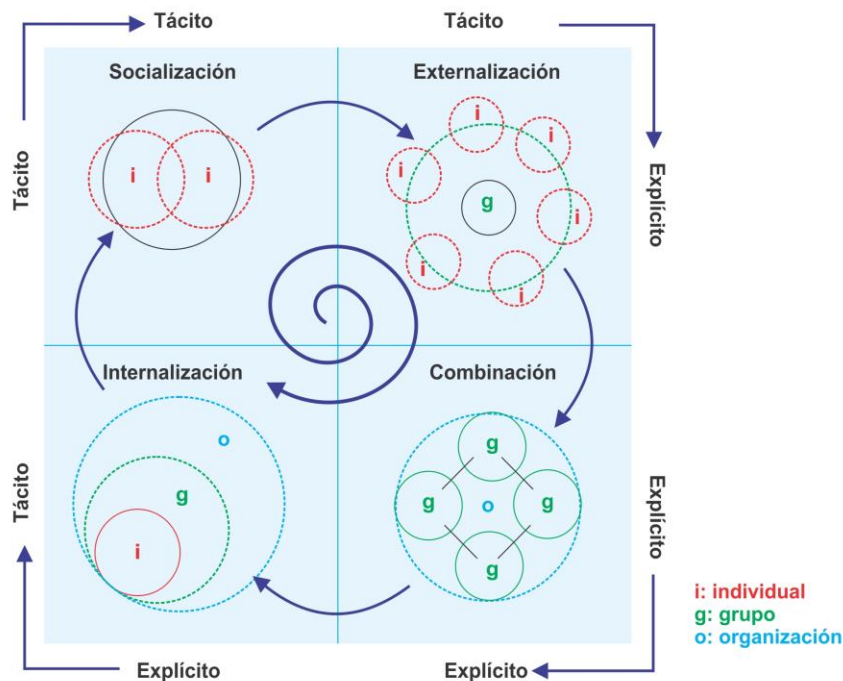 Tácito
Tácito
Socialización
Externalización
Tácito
i
i
i
i
i
i
i
i
g
Explícito
Internalización
Combinación
Tácito
o
g
i
g
g
g
g
o
Explícito
Explícito
Explícito
i: individual
g: grupo
o: organización